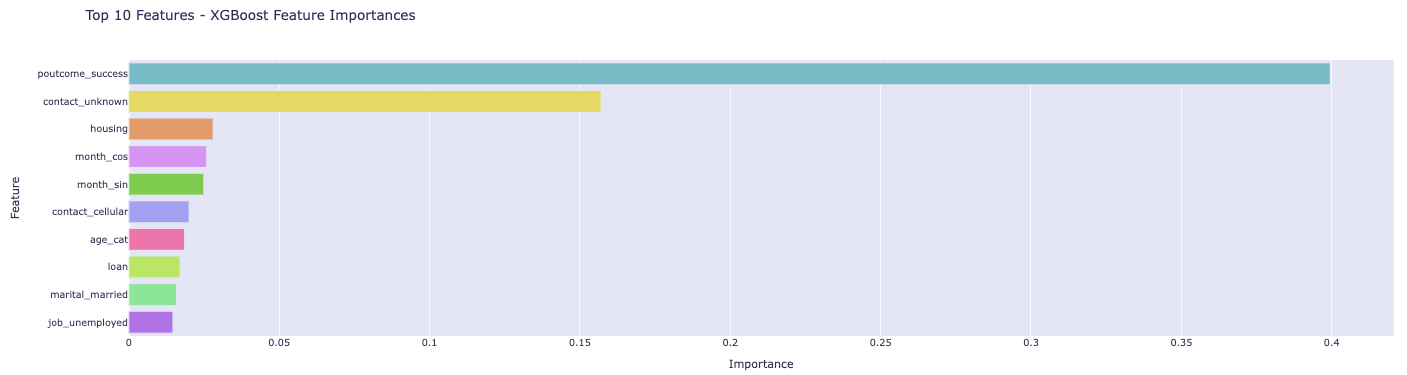 Top 10 Features - XGBoost Feature Importances
poutcome_success
contact_unknown
housing
month_cos
month_sin
contact_cellular
age_cat
loan
marital_married
job_unemployed
Feature
0 0.05 0.1 0.15 0.2 0.25 0.3 0.35 0.4
Importance